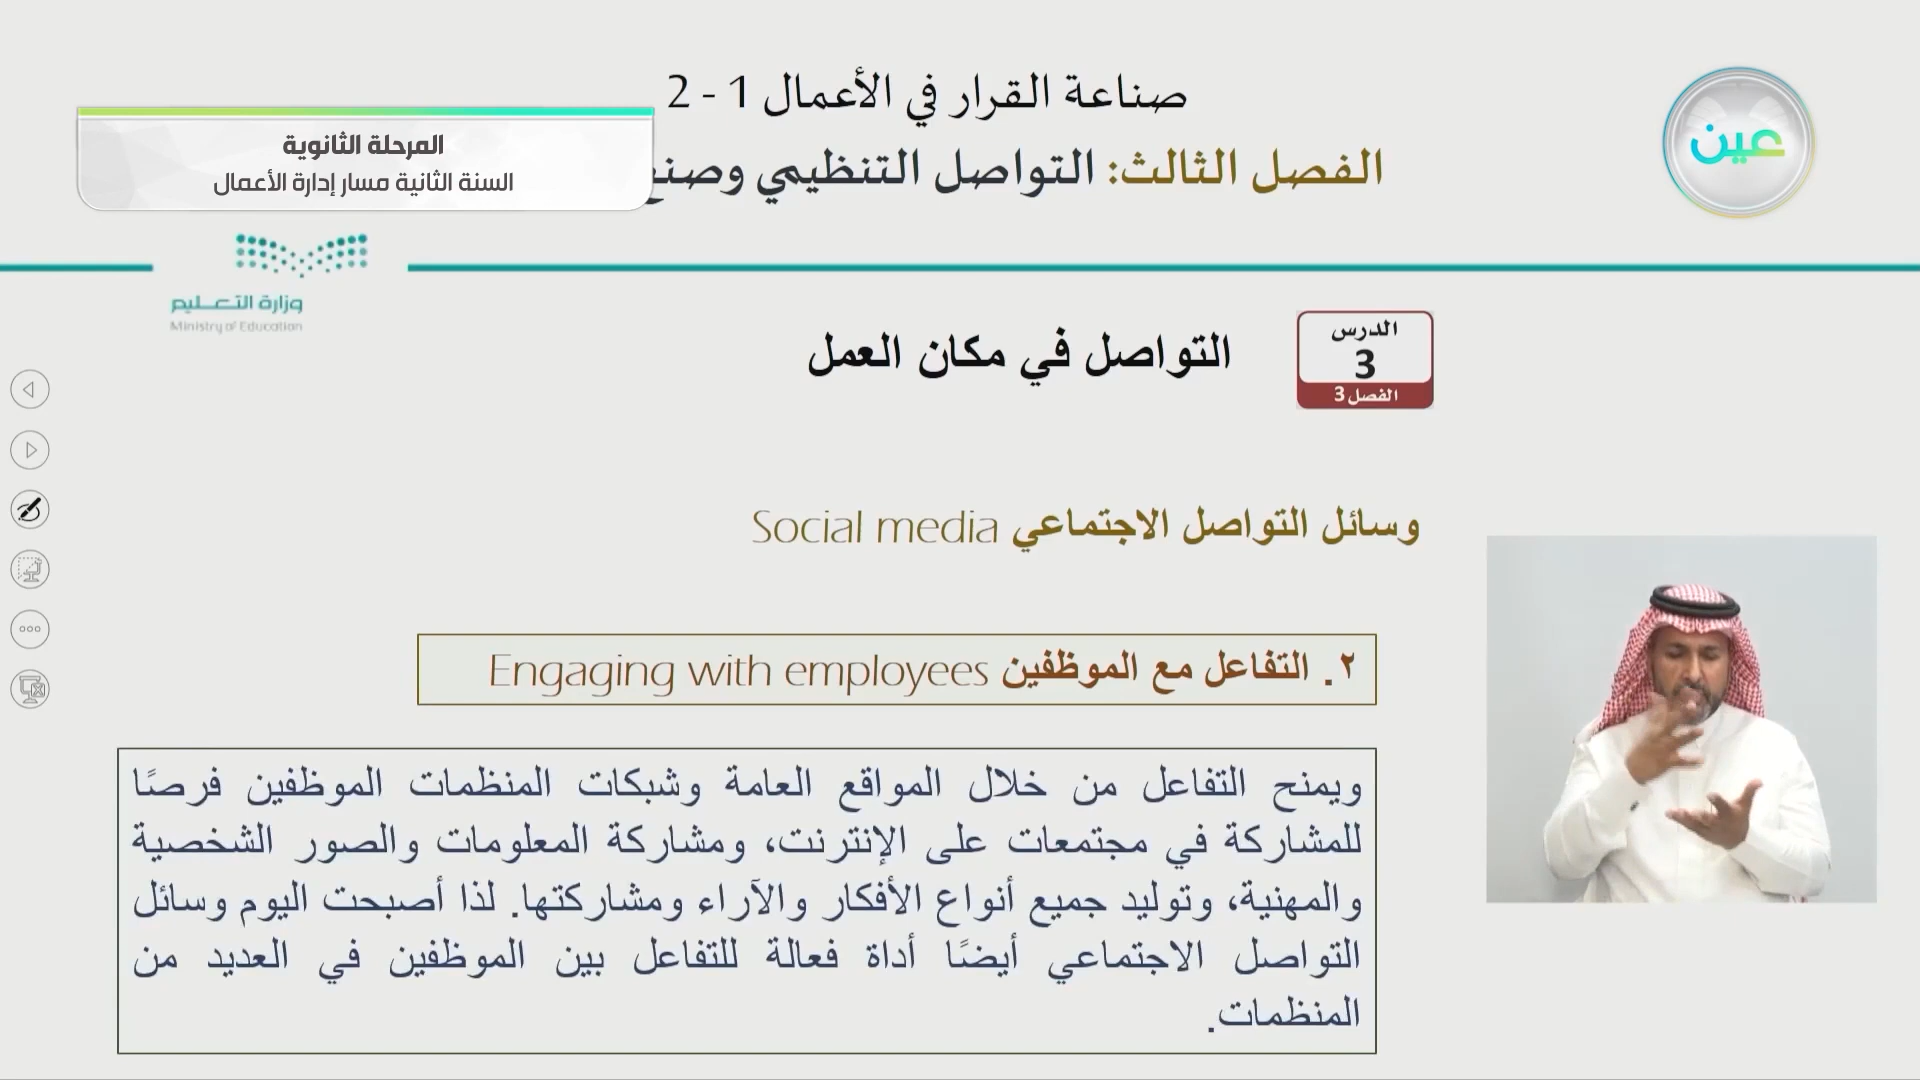 صناعة القرار في الأعمال 1 - 2
المرحلة الثانوية
السنة الثانية مسار إدارة الأعمال
الفصل الثالث: التواصل التنظيمي
عين
وزارة التعليم
Ministry of Education
الدرس
3
الفصل 3
التواصل في مكان العمل
وسائل التواصل الاجتماعي Social media
٢. التفاعل مع الموظفين Engaging with employees
ويمنح التفاعل من خلال المواقع العامة وشبكات المنظمات الموظفين فرصًا
للمشاركة في مجتمعات على الإنترنت، ومشاركة المعلومات والصور الشخصية
والمهنية، وتوليد جميع أنواع الأفكار والآراء ومشاركتها. لذا أصبحت اليوم وسائل
التواصل الاجتماعي أيضًا أداة فعالة للتفاعل بين الموظفين في العديد من
المنظمات.